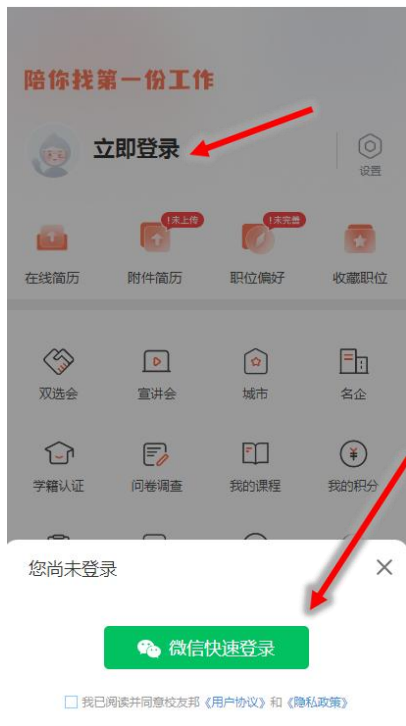 陪你找第一份工作
立即登录
设置
!未上传
!未完善
在线简历 附件简历 职位偏好 收藏职位
双选会 宣讲会 城市 名企
学籍认证 问卷调查 我的课程 我的积分
您尚未登录
微信快速登录
我已阅读并同意校友邦《用户协议》和《隐私政策》